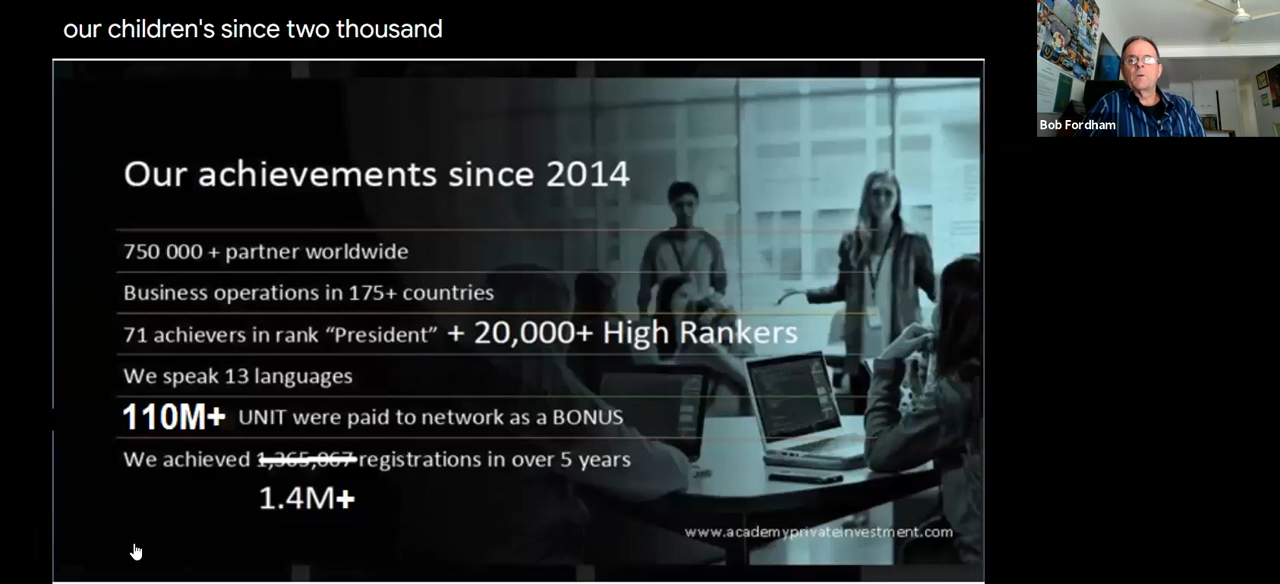 our children's since two thousand
Bob Fordham
Our achievements since 2014
750 000 + partner worldwide
Business operations in 175+ countries
71 achievers in rank “President” + 20,000+ High Rankers
We speak 13 languages
110M+ UNIT were paid to network as a BONUS
We achieved 1,365,067 registrations in over 5 years
1.4M+
www.academyprivateinvestment.com